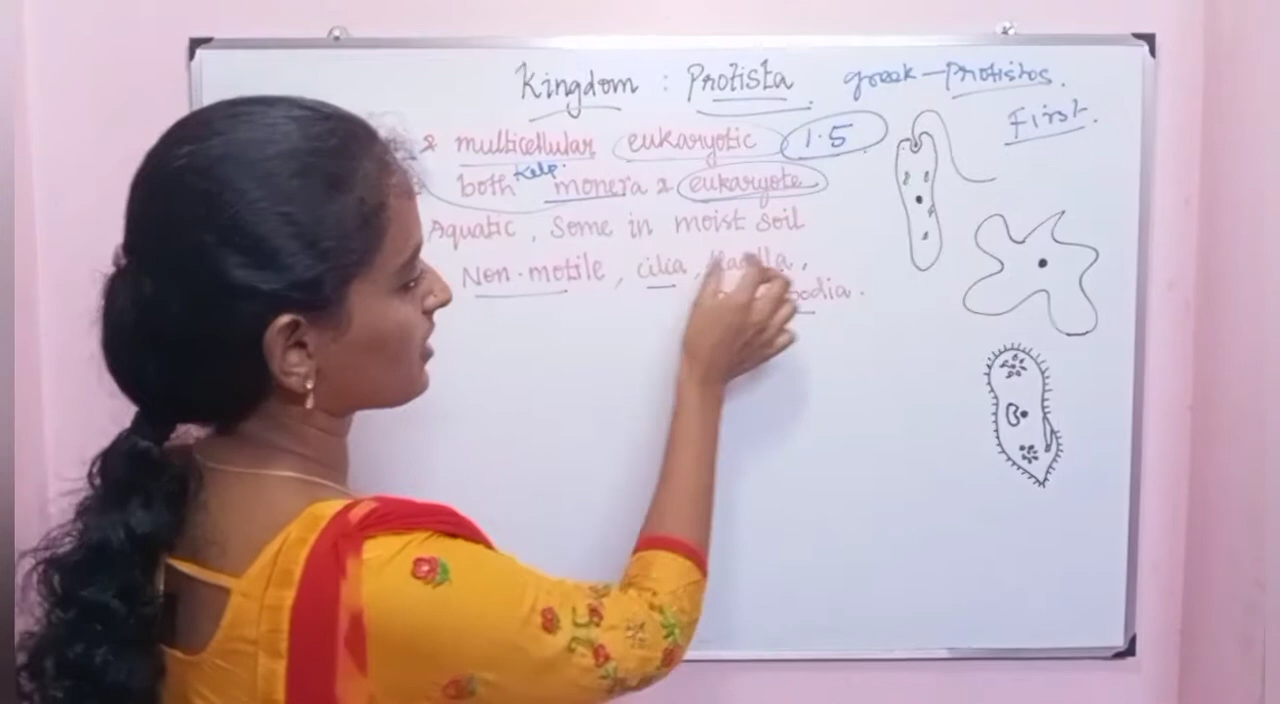 Kingdom : Protista greek - Protistos.
First.
& multicellular eukaryotic 1.5
both Kelp. monera & eukaryote
Aquatic, Some in moist soil
Non-motile, Cilia,
podia.